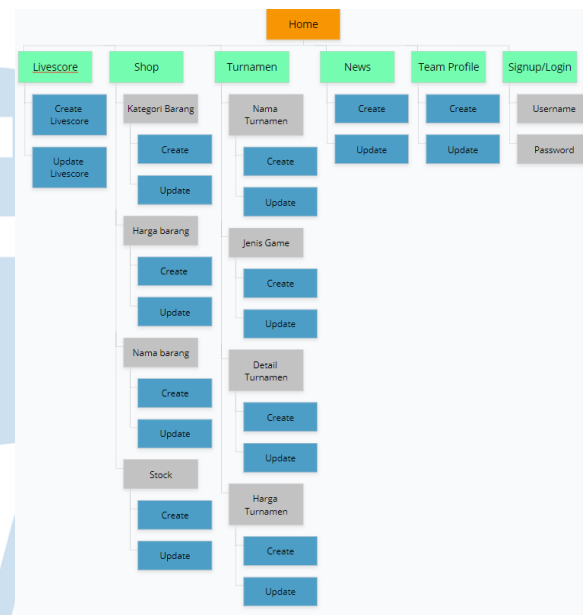 Home
Livescore
Shop
Turnamen
News
Team Profile
Signup/Login
Create
Livescore
Update
Livescore
Kategori Barang
Create
Update
Harga barang
Create
Update
Nama barang
Create
Update
Stock
Create
Update
Nama
Turnamen
Create
Update
Jenis Game
Create
Update
Detail
Turnamen
Create
Update
Harga
Turnamen
Create
Update
Create
Update
Create
Update
Username
Password